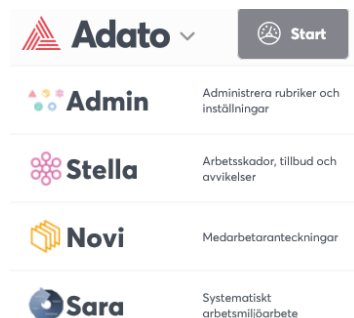 Adato
Start
Admin
Administrera rubriker och
inställningar
Stella
Arbetsskador, tillbud och
avvikelser
Novi
Medarbetaranteckningar
Sara
Systematiskt
arbetsmiljöarbete